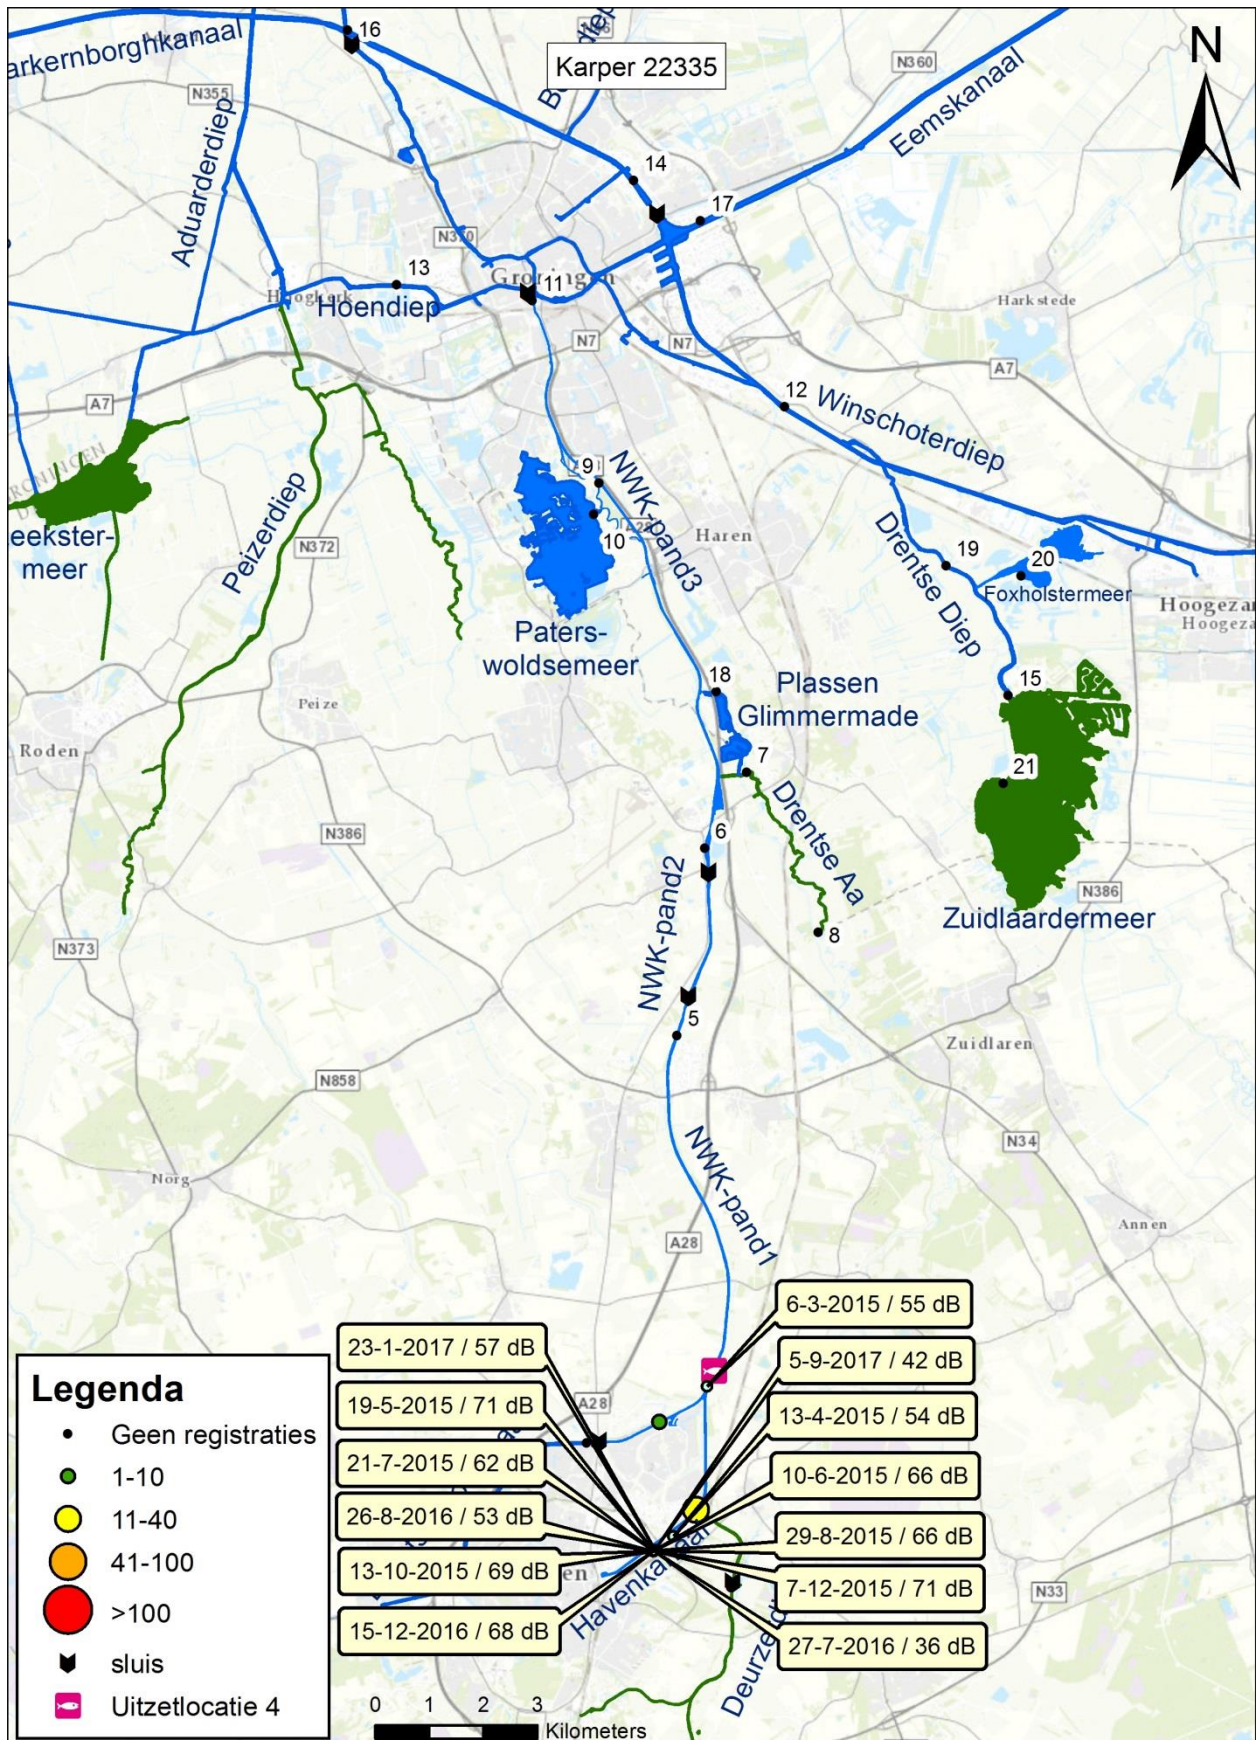 arkernborghkanaal
16
Karper 22335
N
N360
N355
Aduarderdiep
Eemskanaal
14
17
N370
13
Groningen
11
Hoogkerk
Hoendiep
Harkstede
N7
N7
A7
A7
12
Winschoterdiep
9
NWK-pand3
A28
10
Haren
eekster-
meer
Peizerdiep
N372
Drentse Diep
19
20
Foxholstermeer
Hoogezan
Hoogeza
Paters-
woldsemeer
18
Plassen
Glimmermade
15
Peize
Roden
7
21
Drentse Aa
N386
6
NWK-pand2
N386
8
Zuidlaardermeer
N373
5
Zuidlaren
N858
NWK-pand1
N34
Norg
Annen
A28
6-3-2015 / 55 dB
23-1-2017 / 57 dB
5-9-2017 / 42 dB
Legenda
A28
19-5-2015 / 71 dB
13-4-2015 / 54 dB
Geen registraties
21-7-2015 / 62 dB
10-6-2015 / 66 dB
1-10
26-8-2016 / 53 dB
29-8-2015 / 66 dB
11-40
13-10-2015 / 69 dB
en
Havenkanaal
7-12-2015 / 71 dB
N33
41-100
15-12-2016 / 68 dB
27-7-2016 / 36 dB
>100
sluis
Deurzed
Uitzetlocatie 4
0 1 2 3
Kilometers